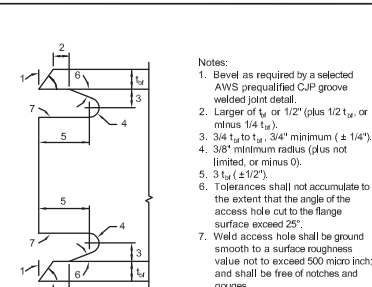 2
1
6
t_bf
3
7
4
5
5
4
7
3
1
t_bf
6
2
Notes:
1. Bevel as required by a selected
AWS prequalified CJP groove
welded joint detail.
2. Larger of t_bf or 1/2" (plus 1/2 t_bf, or
minus 1/4 t_bf).
3. 3/4 t_bf to t_bf, 3/4" minimum ( ± 1/4").
4. 3/8" minimum radius (plus not
limited, or minus 0).
5. 3 t_bf ( ±1/2").
6. Tolerances shall not accumulate to
the extent that the angle of the
access hole cut to the flange
surface exceed 25°.
7. Weld access hole shall be ground
smooth to a surface roughness
value not to exceed 500 micro inch;
and shall be free of notches and
gouges.